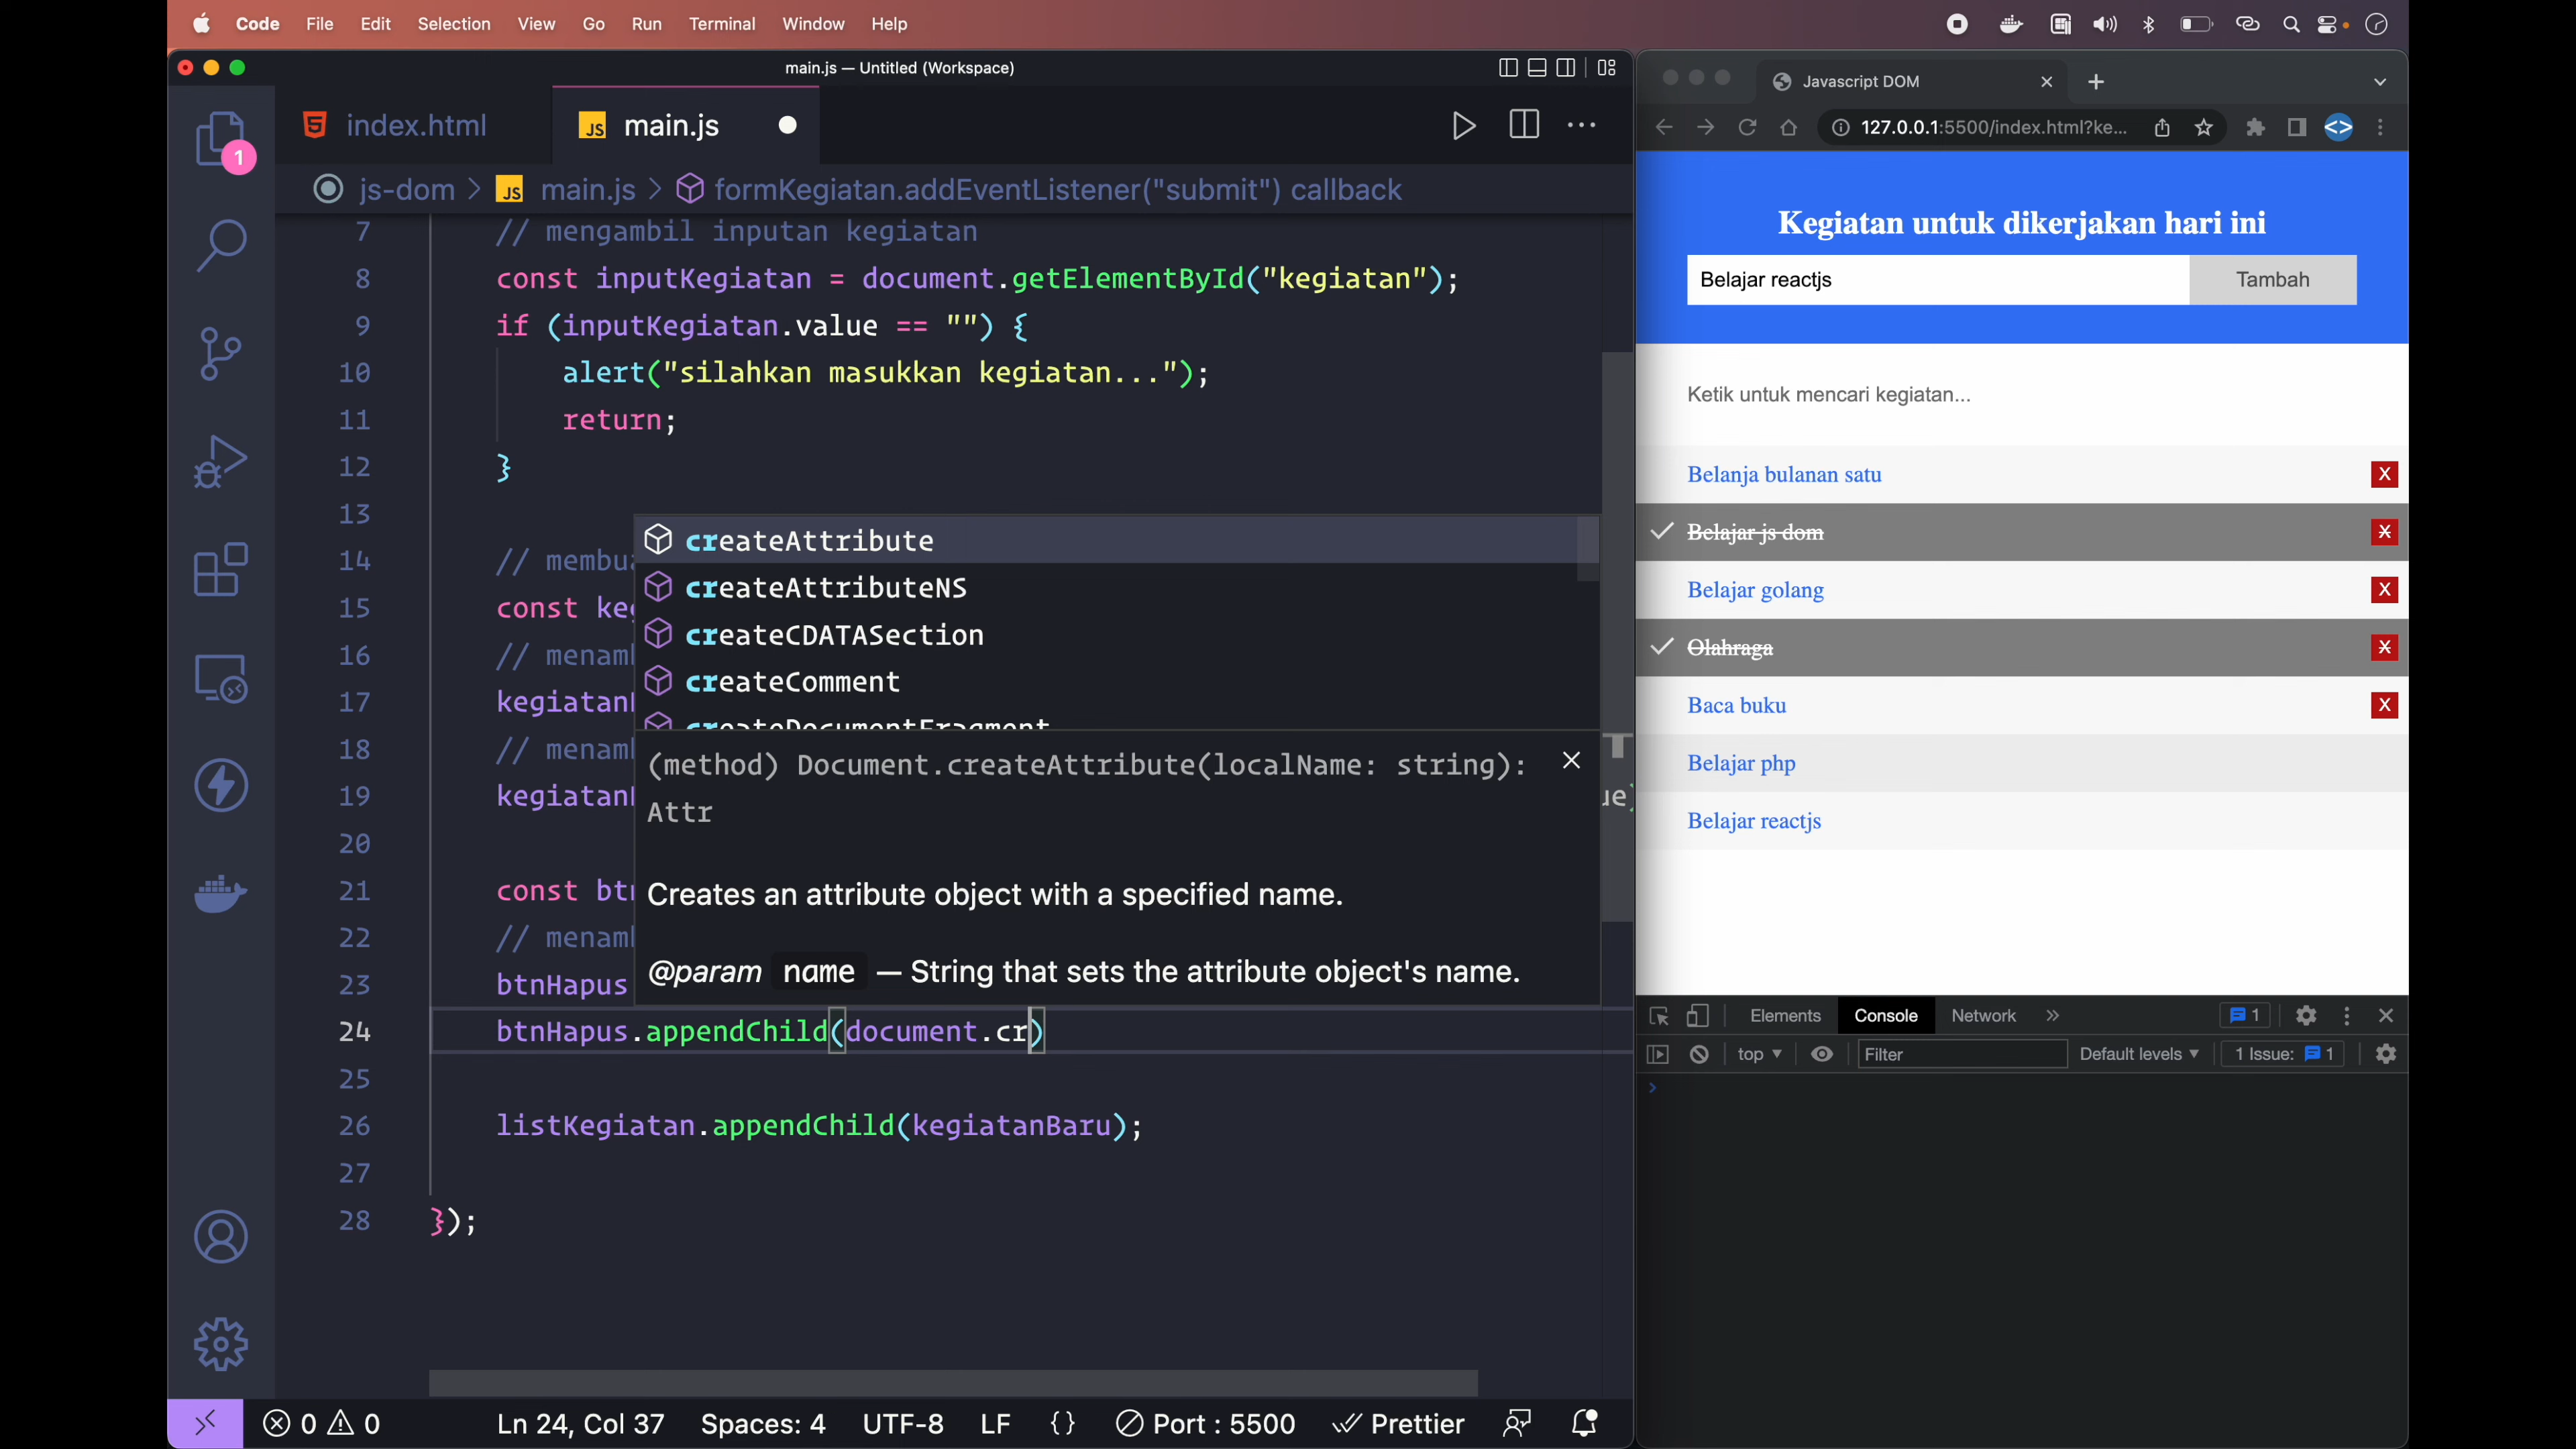 Code File Edit Selection View Go Run Terminal Window Help
main.js — Untitled (Workspace)
index.html
JS main.js
1
js-dom > JS main.js > formKegiatan.addEventListener("submit") callback
7 // mengambil inputan kegiatan
8 const inputKegiatan = document.getElementById("kegiatan");
9 if (inputKegiatan.value == "") {
10 alert("silahkan masukkan kegiatan...");
11 return;
12 }
13
14 // membu
15 const keg
16 // menam
17 kegiatan
18 // menam
19 kegiatan
ue)
20
21 const btn
22 // menam
23 btnHapus
24 btnHapus.appendChild(document.cr)
25
26 listKegiatan.appendChild(kegiatanBaru);
27
28 });
createAttribute
createAttributeNS
createCDATASection
createComment
createDocumentFragment
(method) Document.createAttribute(localName: string):
Attr
Creates an attribute object with a specified name.
@param name — String that sets the attribute object's name.
0 0 Ln 24, Col 37 Spaces: 4 UTF-8 LF {} Port : 5500 Prettier
Javascript DOM
127.0.0.1:5500/index.html?ke...
Kegiatan untuk dikerjakan hari ini
Belajar reactjs Tambah
Ketik untuk mencari kegiatan...
Belanja bulanan satu X
Belajar js dom X
Belajar golang X
Olahraga X
Baca buku X
Belajar php
Belajar reactjs
Elements Console Network » 1
top ▼ Filter Default levels ▼ 1 Issue: 1
>